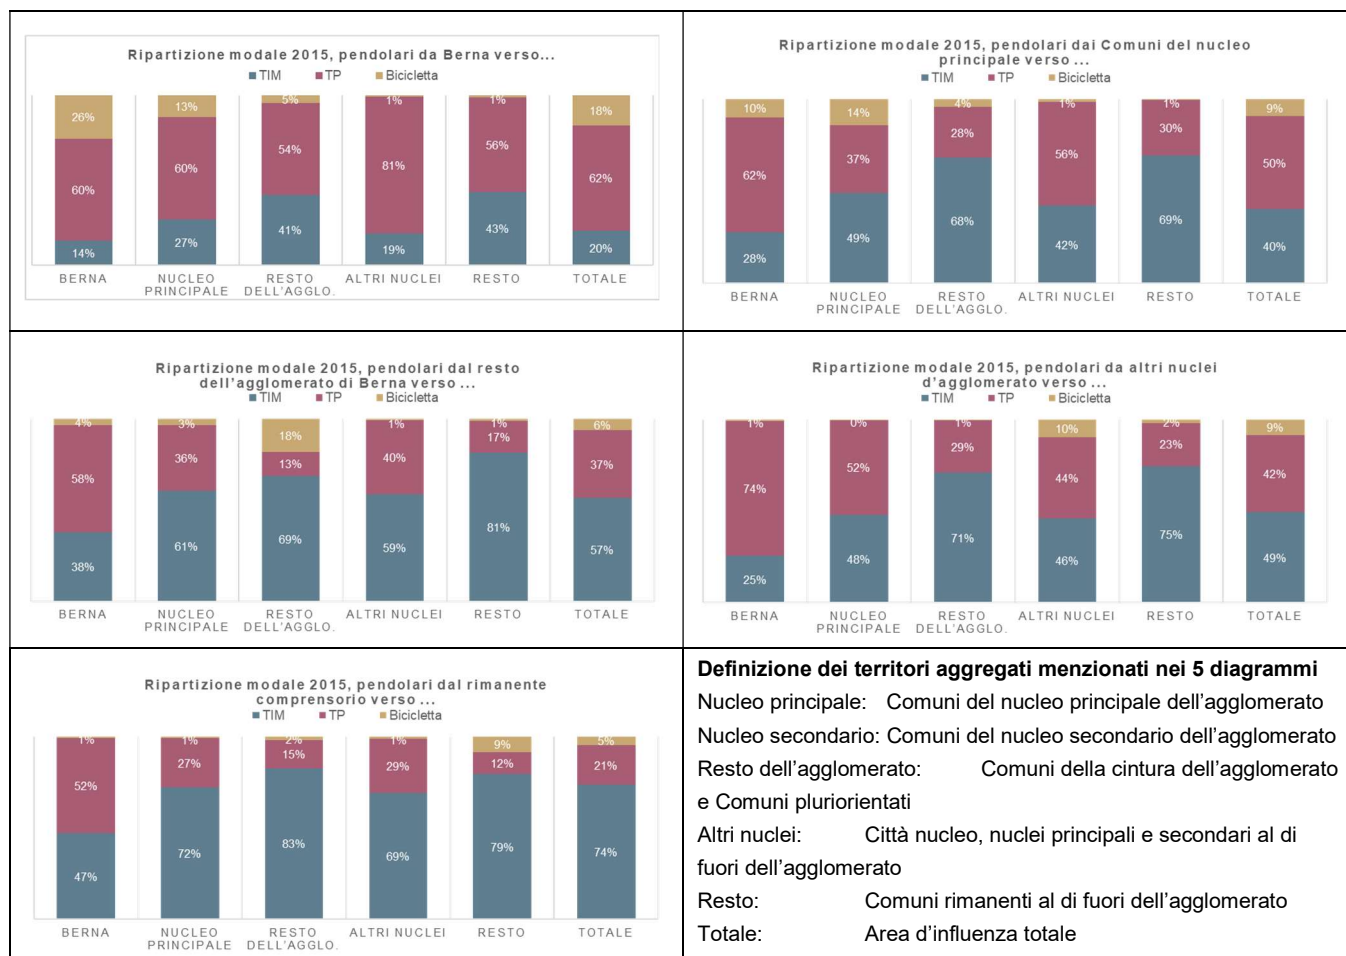 Ripartizione modale 2015, pendolari da Berna verso...
TIM TP Bicicletta
26% 13% 5% 1% 1% 18%
60% 60% 54% 81% 56% 62%
14% 27% 41% 19% 43% 20%
BERNA NUCLEO PRINCIPALE RESTO DELL'AGGLO. ALTRI NUCLEI RESTO TOTALE
Ripartizione modale 2015, pendolari dai Comuni del nucleo
principale verso ...
TIM TP Bicicletta
10% 14% 4% 1% 1% 9%
62% 37% 28% 56% 30% 50%
28% 49% 68% 42% 69% 40%
BERNA NUCLEO PRINCIPALE RESTO DELL'AGGLO. ALTRI NUCLEI RESTO TOTALE
Ripartizione modale 2015, pendolari dal resto
dell'agglomerato di Berna verso ...
TIM TP Bicicletta
4% 3% 18% 1% 1% 6%
58% 36% 13% 40% 17% 37%
38% 61% 69% 59% 81% 57%
BERNA NUCLEO PRINCIPALE RESTO DELL'AGGLO. ALTRI NUCLEI RESTO TOTALE
Ripartizione modale 2015, pendolari da altri nuclei
d'agglomerato verso ...
TIM TP Bicicletta
1% 0% 1% 10% 2% 9%
74% 52% 29% 44% 23% 42%
25% 48% 71% 46% 75% 49%
BERNA NUCLEO PRINCIPALE RESTO DELL'AGGLO. ALTRI NUCLEI RESTO TOTALE
Ripartizione modale 2015, pendolari dal rimanente
comprensorio verso ...
TIM TP Bicicletta
1% 1% 2% 1% 9% 5%
52% 27% 15% 29% 12% 21%
47% 72% 83% 69% 79% 74%
BERNA NUCLEO PRINCIPALE RESTO DELL'AGGLO. ALTRI NUCLEI RESTO TOTALE
Definizione dei territori aggregati menzionati nei 5 diagrammi
Nucleo principale: Comuni del nucleo principale dell'agglomerato
Nucleo secondario: Comuni del nucleo secondario dell'agglomerato
Resto dell'agglomerato: Comuni della cintura dell'agglomerato
e Comuni pluriorientati
Altri nuclei: Città nucleo, nuclei principali e secondari al di
fuori dell'agglomerato
Resto: Comuni rimanenti al di fuori dell'agglomerato
Totale: Area d'influenza totale